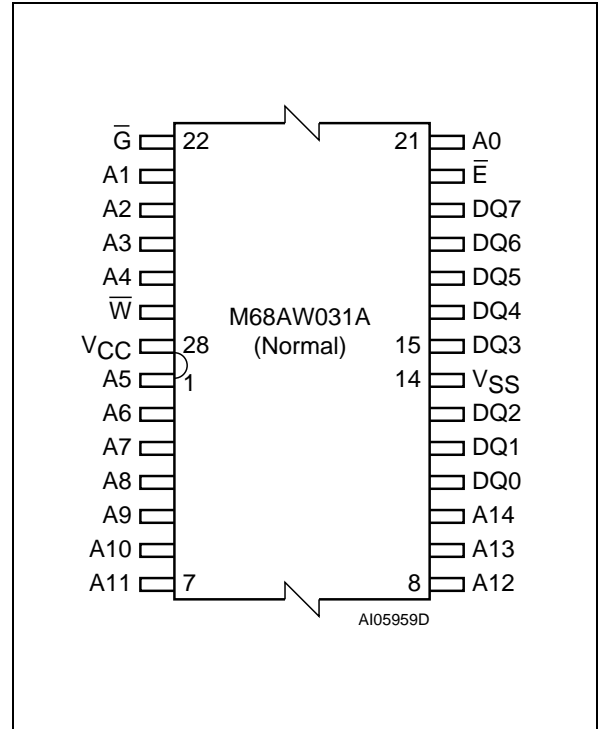 G̅ 22 21 A0
A1 E̅
A2 DQ7
A3 DQ6
A4 DQ5
W̅ DQ4
M68AW031A
VCC 28 (Normal) 15 DQ3
A5 1 14 VSS
A6 DQ2
A7 DQ1
A8 DQ0
A9 A14
A10 A13
A11 7 8 A12
AI05959D